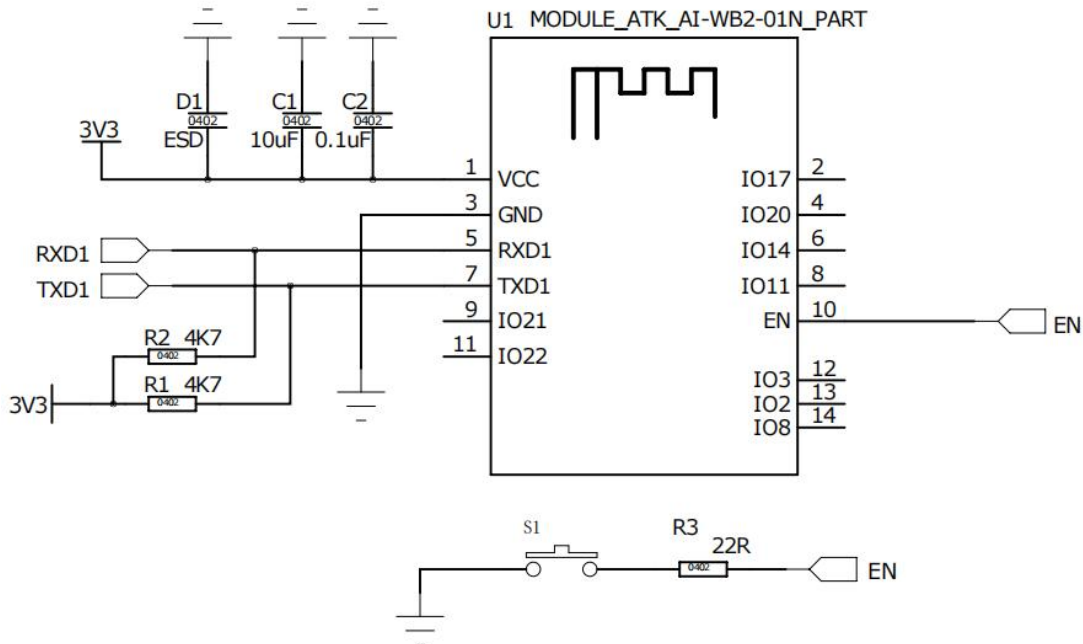 U1 MODULE_ATK_AI-WB2-01N_PART
D1 C1 C2
0402 0402 0402
3V3 ESD 10uF 0.1uF
1 VCC IO17 2
3 GND IO20 4
RXD1 5 RXD1 IO14 6
TXD1 7 TXD1 IO11 8
9 IO21 EN 10 EN
11 IO22
R2 4K7
0402
IO3 12
R1 4K7
IO2 13
3V3 0402
IO8 14
S1 R3
22R
0402 EN